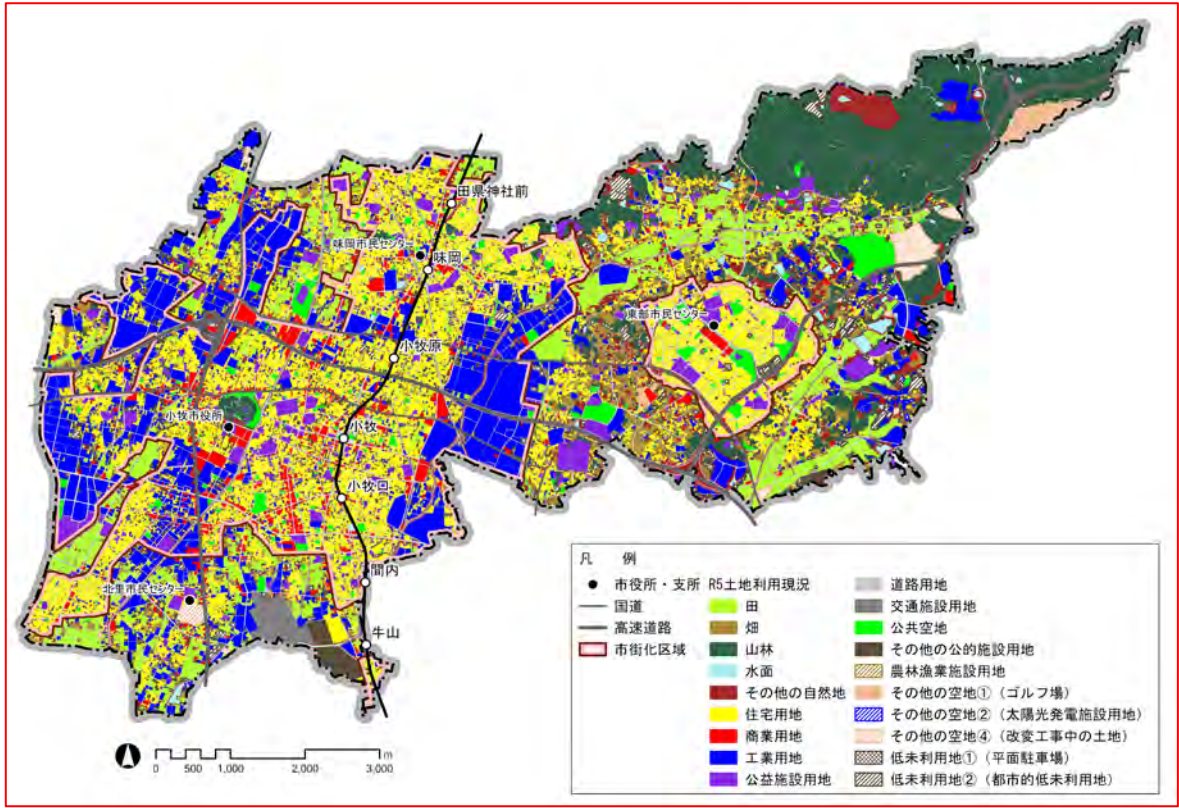 田県神社前
味岡市民センター
味岡
東部市民センター
小牧原
小牧市役所
小牧
小牧口
間内
北里市民センター
牛山
0 500 1,000 2,000 3,000 m
凡 例
市役所・支所
国道
高速道路
市街化区域
R5土地利用現況
田
畑
山林
水面
その他の自然地
住宅用地
商業用地
工業用地
公益施設用地
道路用地
交通施設用地
公共空地
その他の公的施設用地
農林漁業施設用地
その他の空地①（ゴルフ場）
その他の空地②（太陽光発電施設用地）
その他の空地④（改変工事中の土地）
低未利用地①（平面駐車場）
低未利用地②（都市的低未利用地）